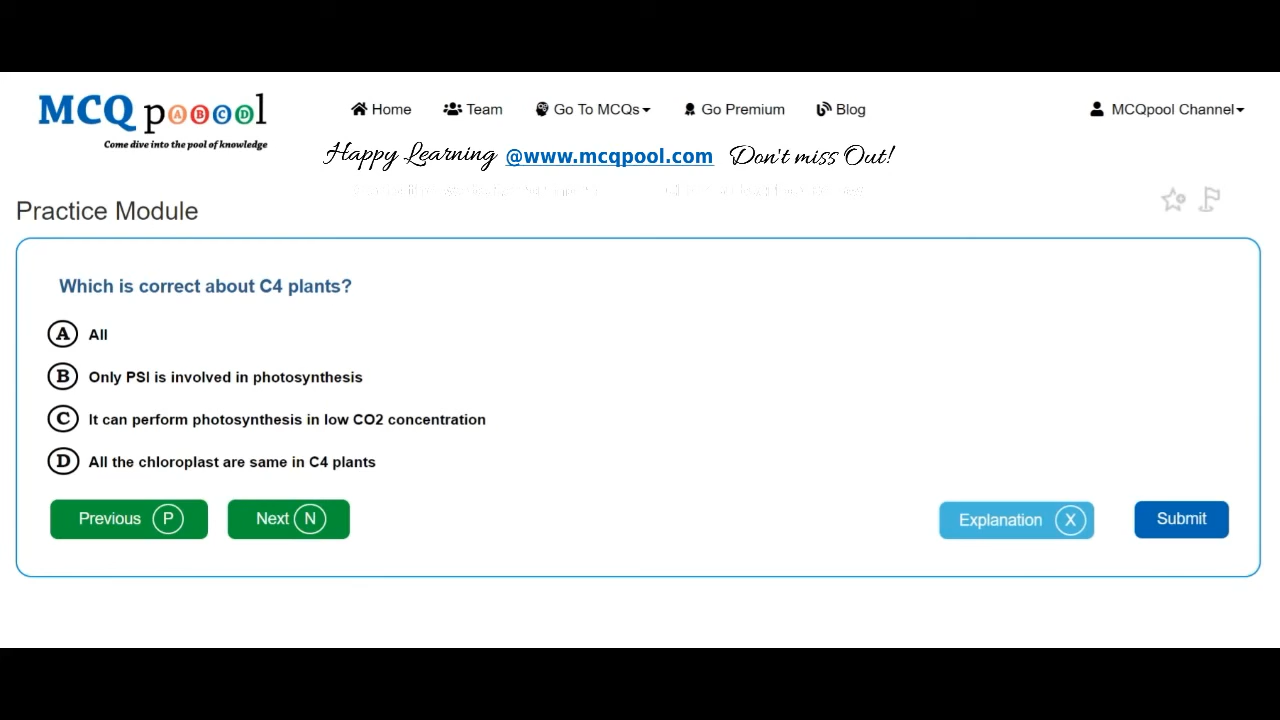 MCQ pABCDl
Come dive into the pool of knowledge
Home Team Go To MCQs Go Premium Blog MCQpool Channel
Happy Learning @www.mcqpool.com Don't miss Out!
Practice Module
Which is correct about C4 plants?
A All
B Only PSI is involved in photosynthesis
C It can perform photosynthesis in low CO2 concentration
D All the chloroplast are same in C4 plants
Previous P Next N Explanation X Submit